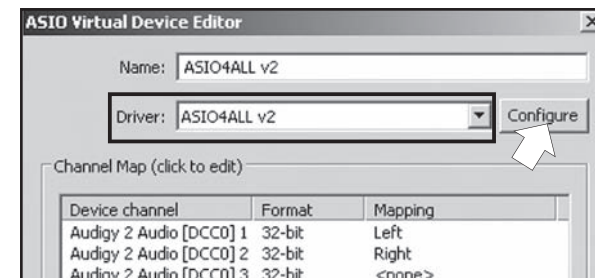 ASIO Virtual Device Editor
Name: ASIO4ALL v2
Driver: ASIO4ALL v2 Configure
Channel Map (click to edit)
Device channel Format Mapping
Audigy 2 Audio [DCC0] 1 32-bit Left
Audigy 2 Audio [DCC0] 2 32-bit Right
Audigy 2 Audio [DCC0] 3 32-bit <none>